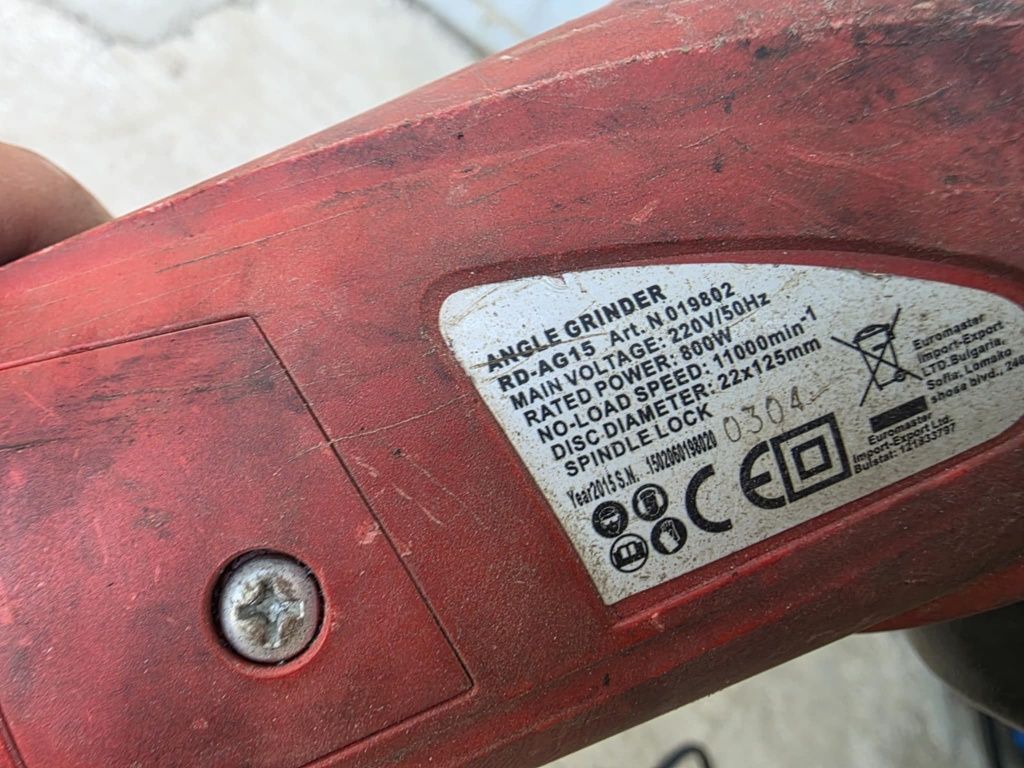 ANGLE GRINDER
RD-AG15 Art. N 019802
MAIN VOLTAGE: 220V/50Hz
RATED POWER: 800W
NO-LOAD SPEED: 11000min-1
DISC DIAMETER: 22x125mm
SPINDLE LOCK
Year2015 S.N. 1502060198020 0304
CE
Euromaster
Import-Export
LTD.Bulgaria,
Sofia, Lomsko
shose blvd., 246
Euromaster
Import-Export Ltd.
Bulstat: 121933797